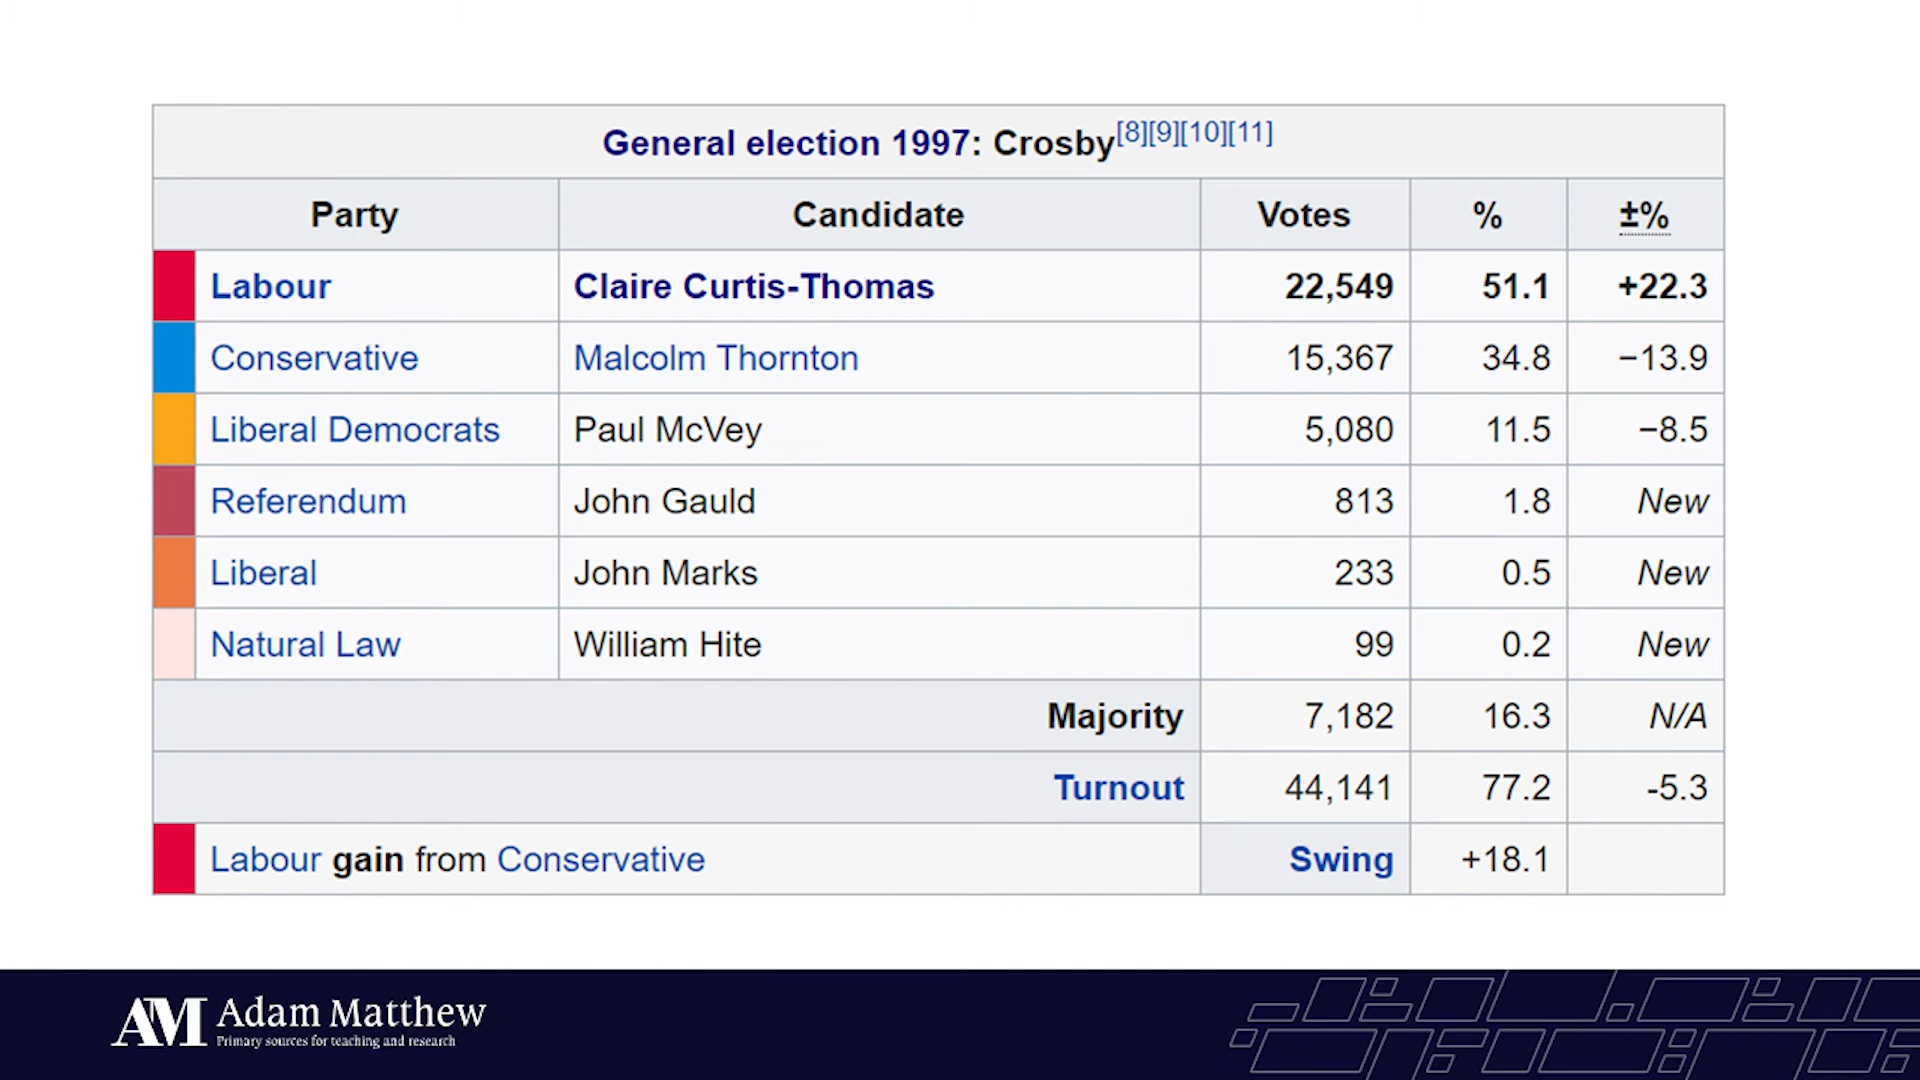 General election 1997: Crosby[8][9][10][11]
Party Candidate Votes % ±%
Labour Claire Curtis-Thomas 22,549 51.1 +22.3
Conservative Malcolm Thornton 15,367 34.8 −13.9
Liberal Democrats Paul McVey 5,080 11.5 −8.5
Referendum John Gauld 813 1.8 New
Liberal John Marks 233 0.5 New
Natural Law William Hite 99 0.2 New
Majority 7,182 16.3 N/A
Turnout 44,141 77.2 -5.3
Labour gain from Conservative Swing +18.1
AM Adam Matthew
Primary sources for teaching and research